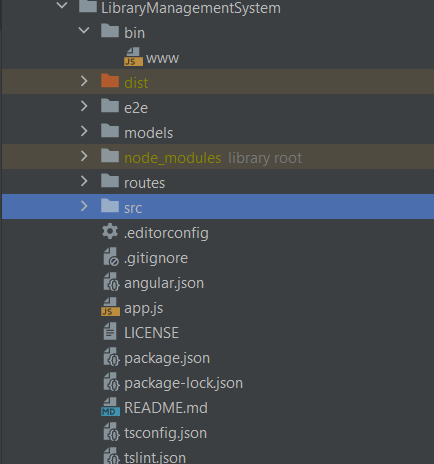 LibraryManagementSystem
bin
JS www
dist
e2e
models
node_modules library root
routes
src
.editorconfig
.gitignore
angular.json
JS app.js
LICENSE
package.json
package-lock.json
MD README.md
tsconfig.json
tslint.json